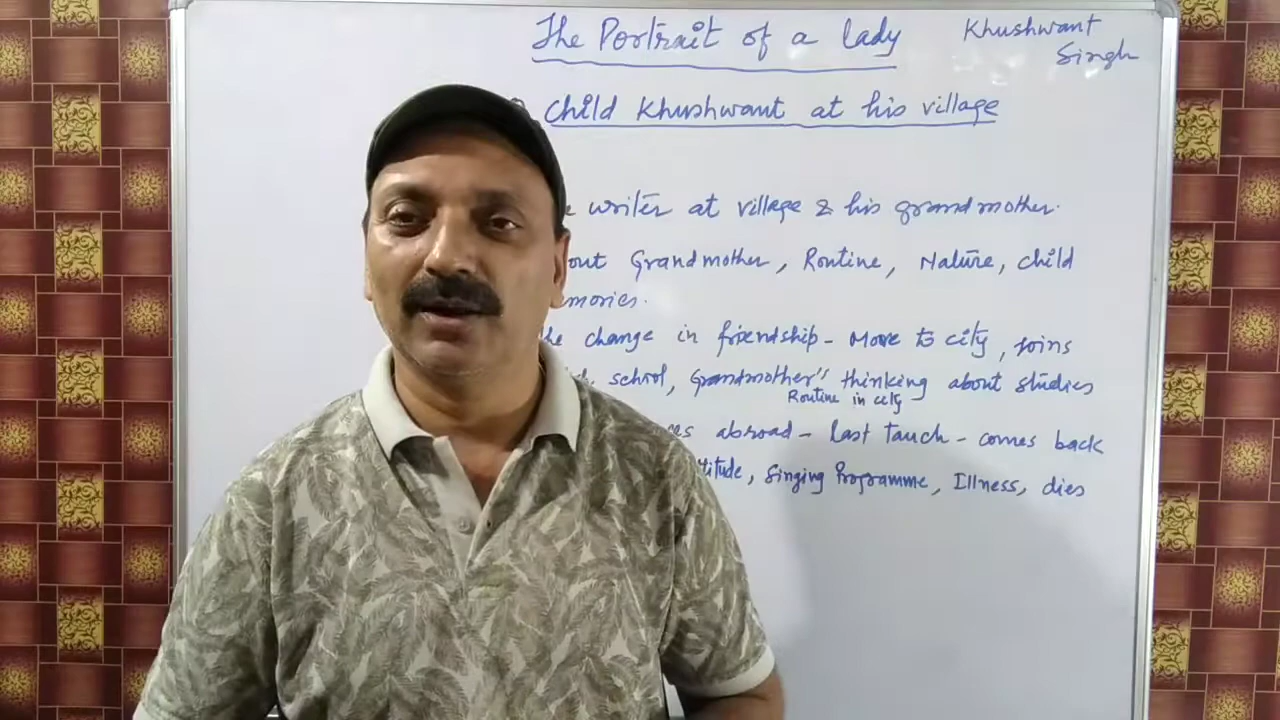 The Portrait of a lady
Khushwant
Singh
Child Khushwant at his village
writer at village & his grandmother.
Grandmother, Routine, Nature, child
change in friendship - Move to city, joins
school, Grandmother's thinking about studies
Routine in city
abroad - last touch - comes back
Singing Programme, Illness, dies